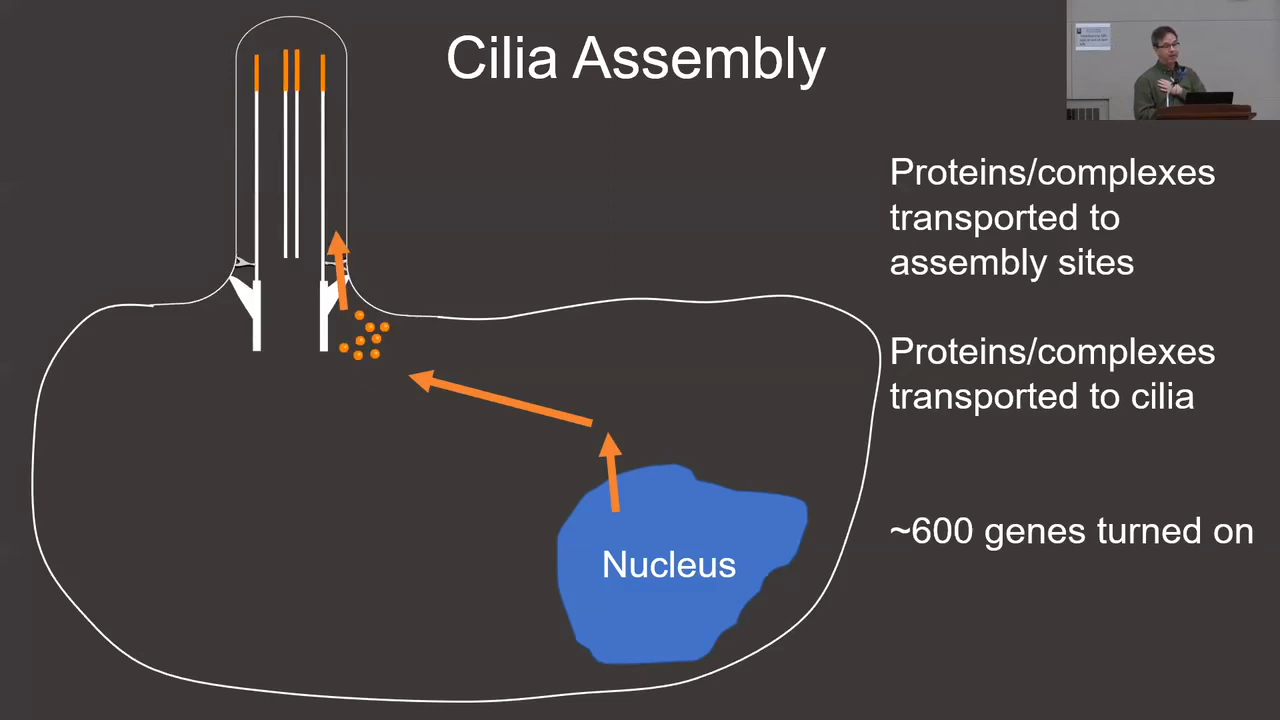 Cilia Assembly
Proteins/complexes
transported to
assembly sites
Proteins/complexes
transported to cilia
~600 genes turned on
Nucleus